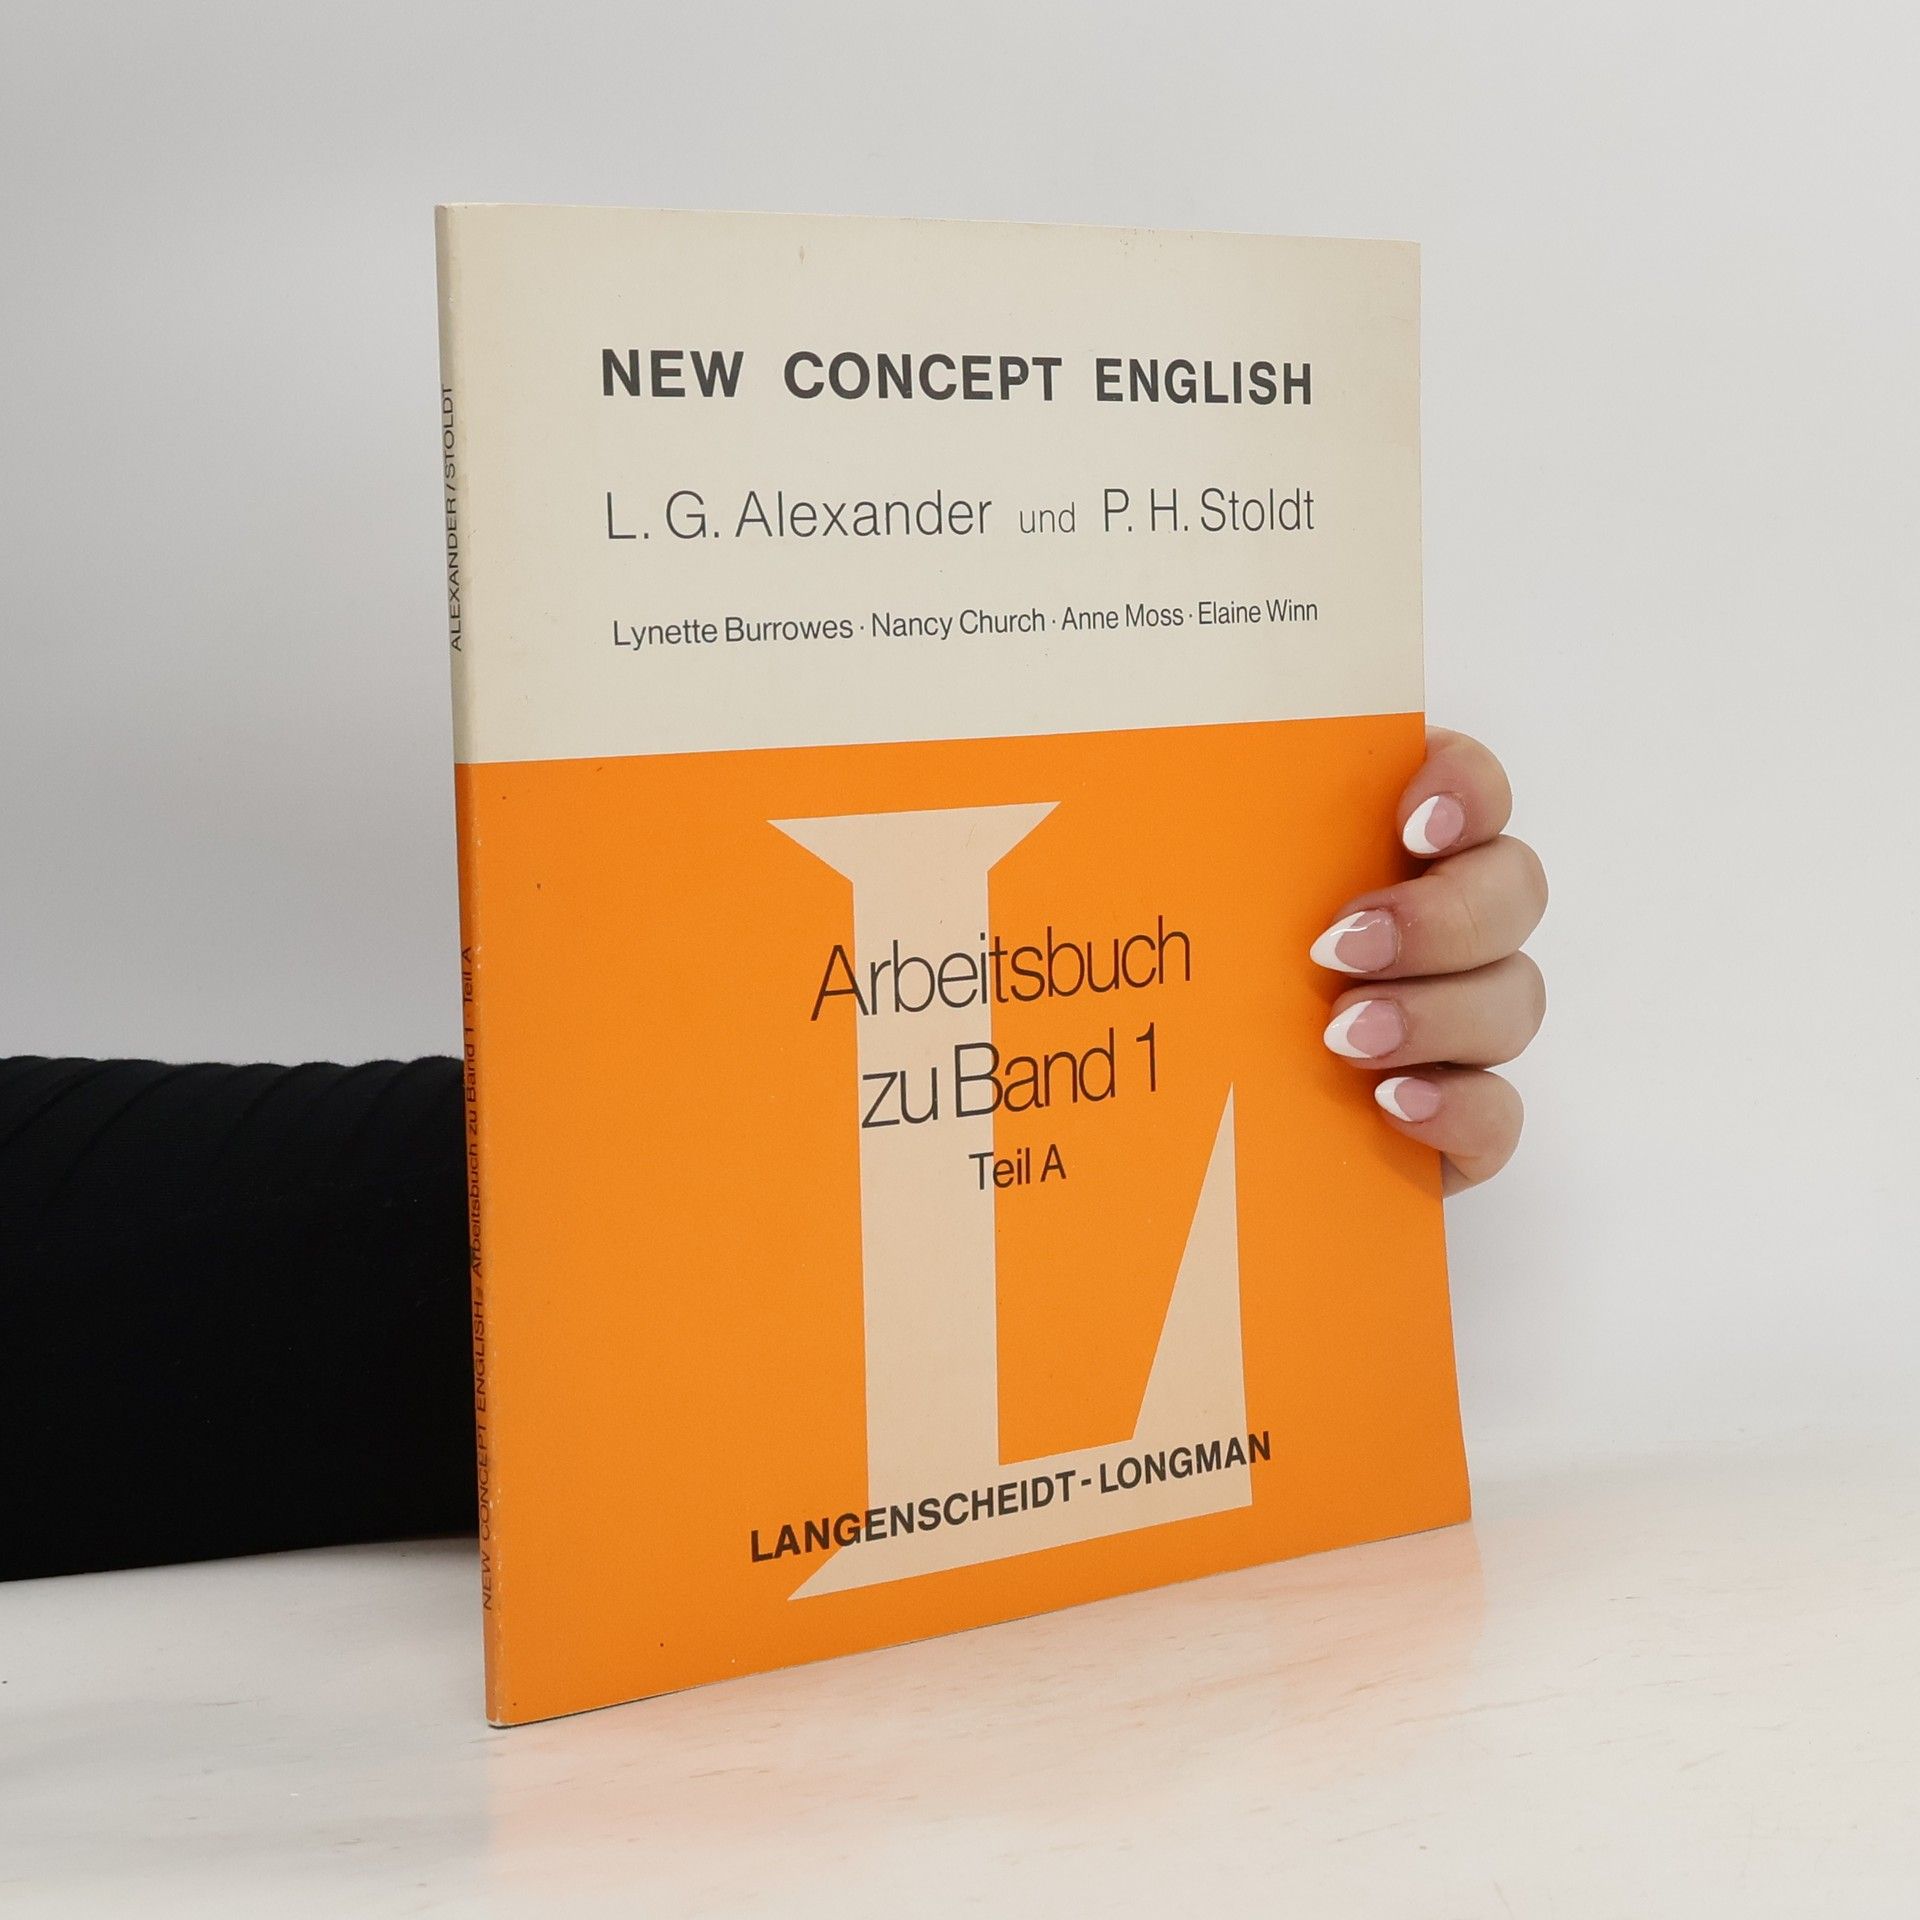 NEW CONCEPT ENGLISH
L. G. Alexander und P. H. Stoldt
Lynette Burrowes · Nancy Church · Anne Moss · Elaine Winn
Arbeitsbuch
zu Band 1
Teil A
LANGENSCHEIDT-LONGMAN
NEW CONCEPT ENGLISH: Arbeitsbuch zu Band 1 · Teil A
ALEXANDER / STOLDT